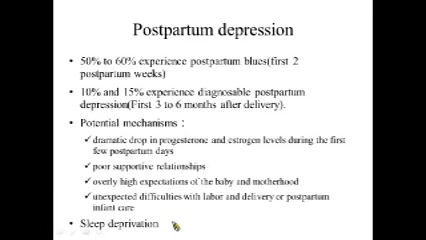 Postpartum depression
• 50% to 60% experience postpartum blues(first 2
postpartum weeks)
• 10% and 15% experience diagnosable postpartum
depression(First 3 to 6 months after delivery).
• Potential mechanisms :
✓dramatic drop in progesterone and estrogen levels during the first
few postpartum days
✓poor supportive relationships
✓overly high expectations of the baby and motherhood
✓unexpected difficulties with labor and delivery or postpartum
infant care
• Sleep deprivation